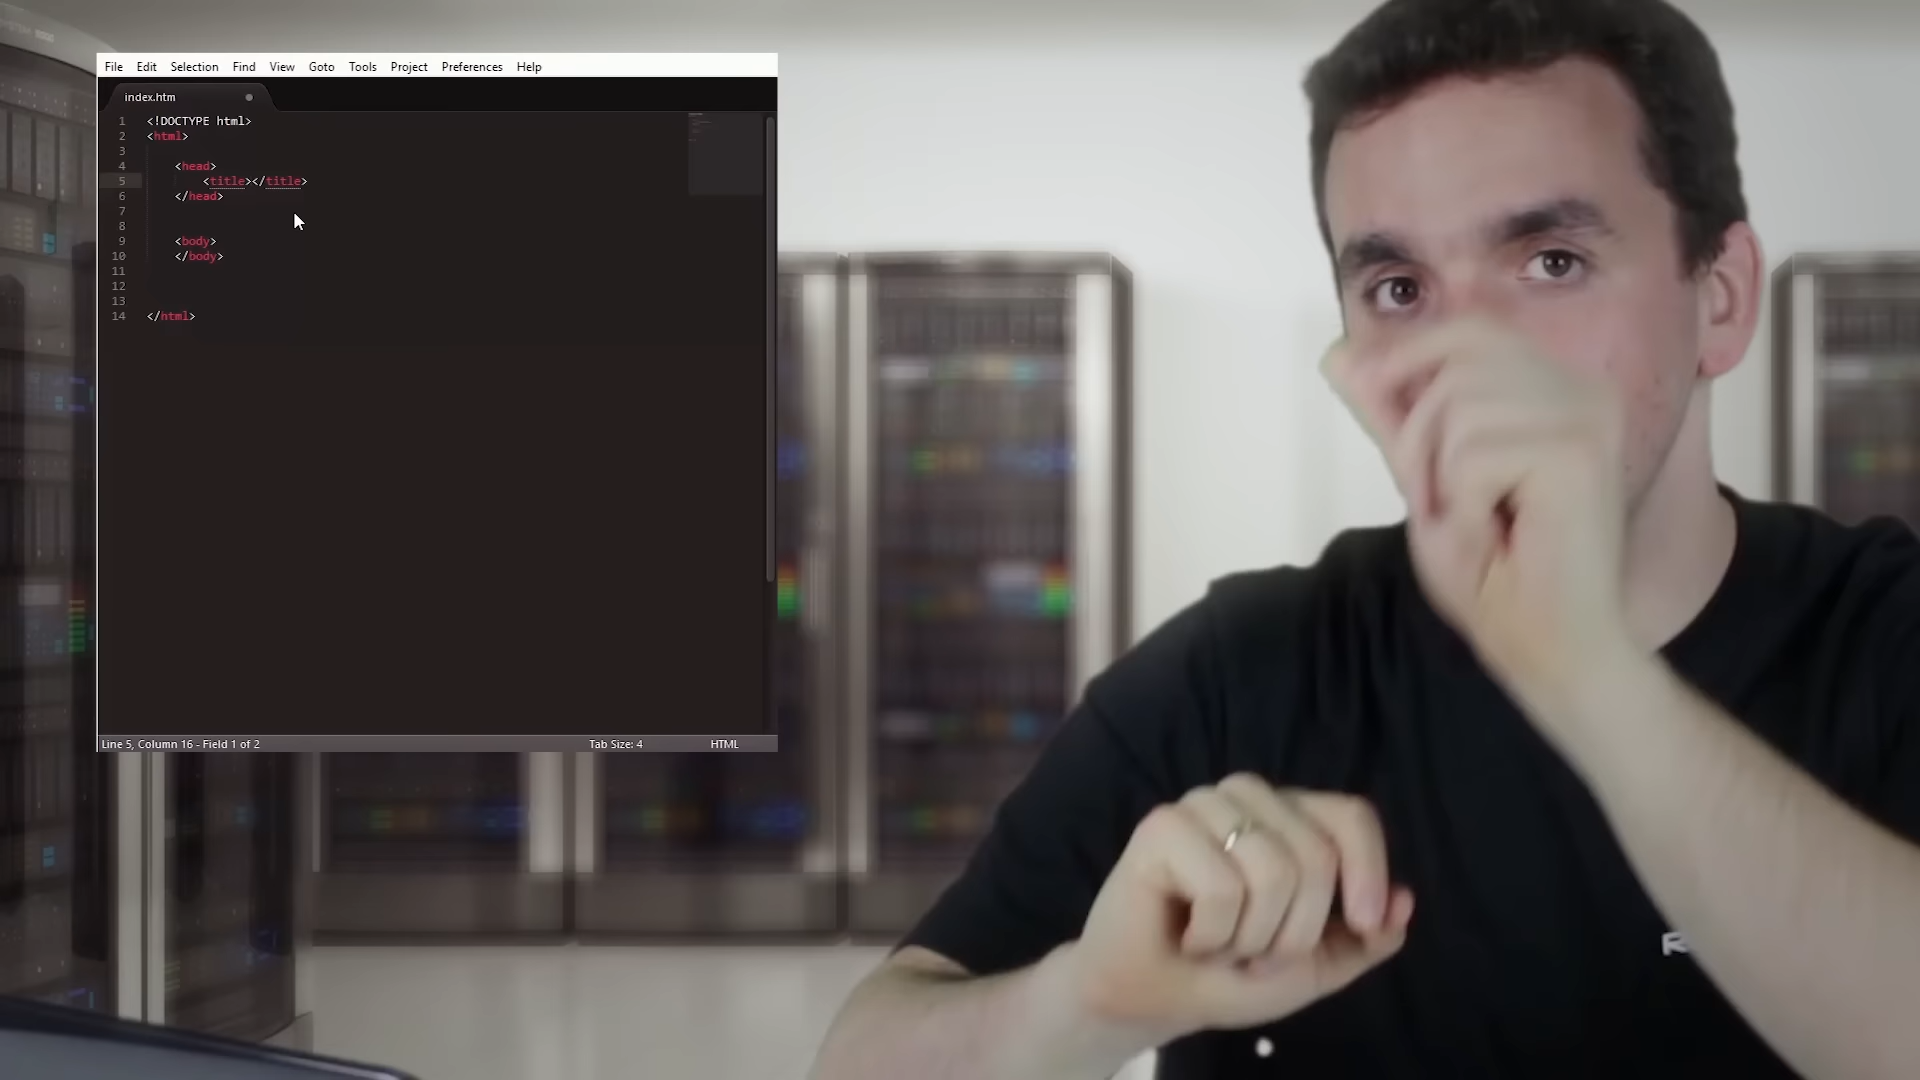 File Edit Selection Find View Goto Tools Project Preferences Help
index.htm
1 <!DOCTYPE html>
2 <html>
3
4 <head>
5 <title></title>
6 </head>
7
8
9 <body>
10 </body>
11
12
13
14 </html>
Line 5, Column 16 - Field 1 of 2 Tab Size: 4 HTML